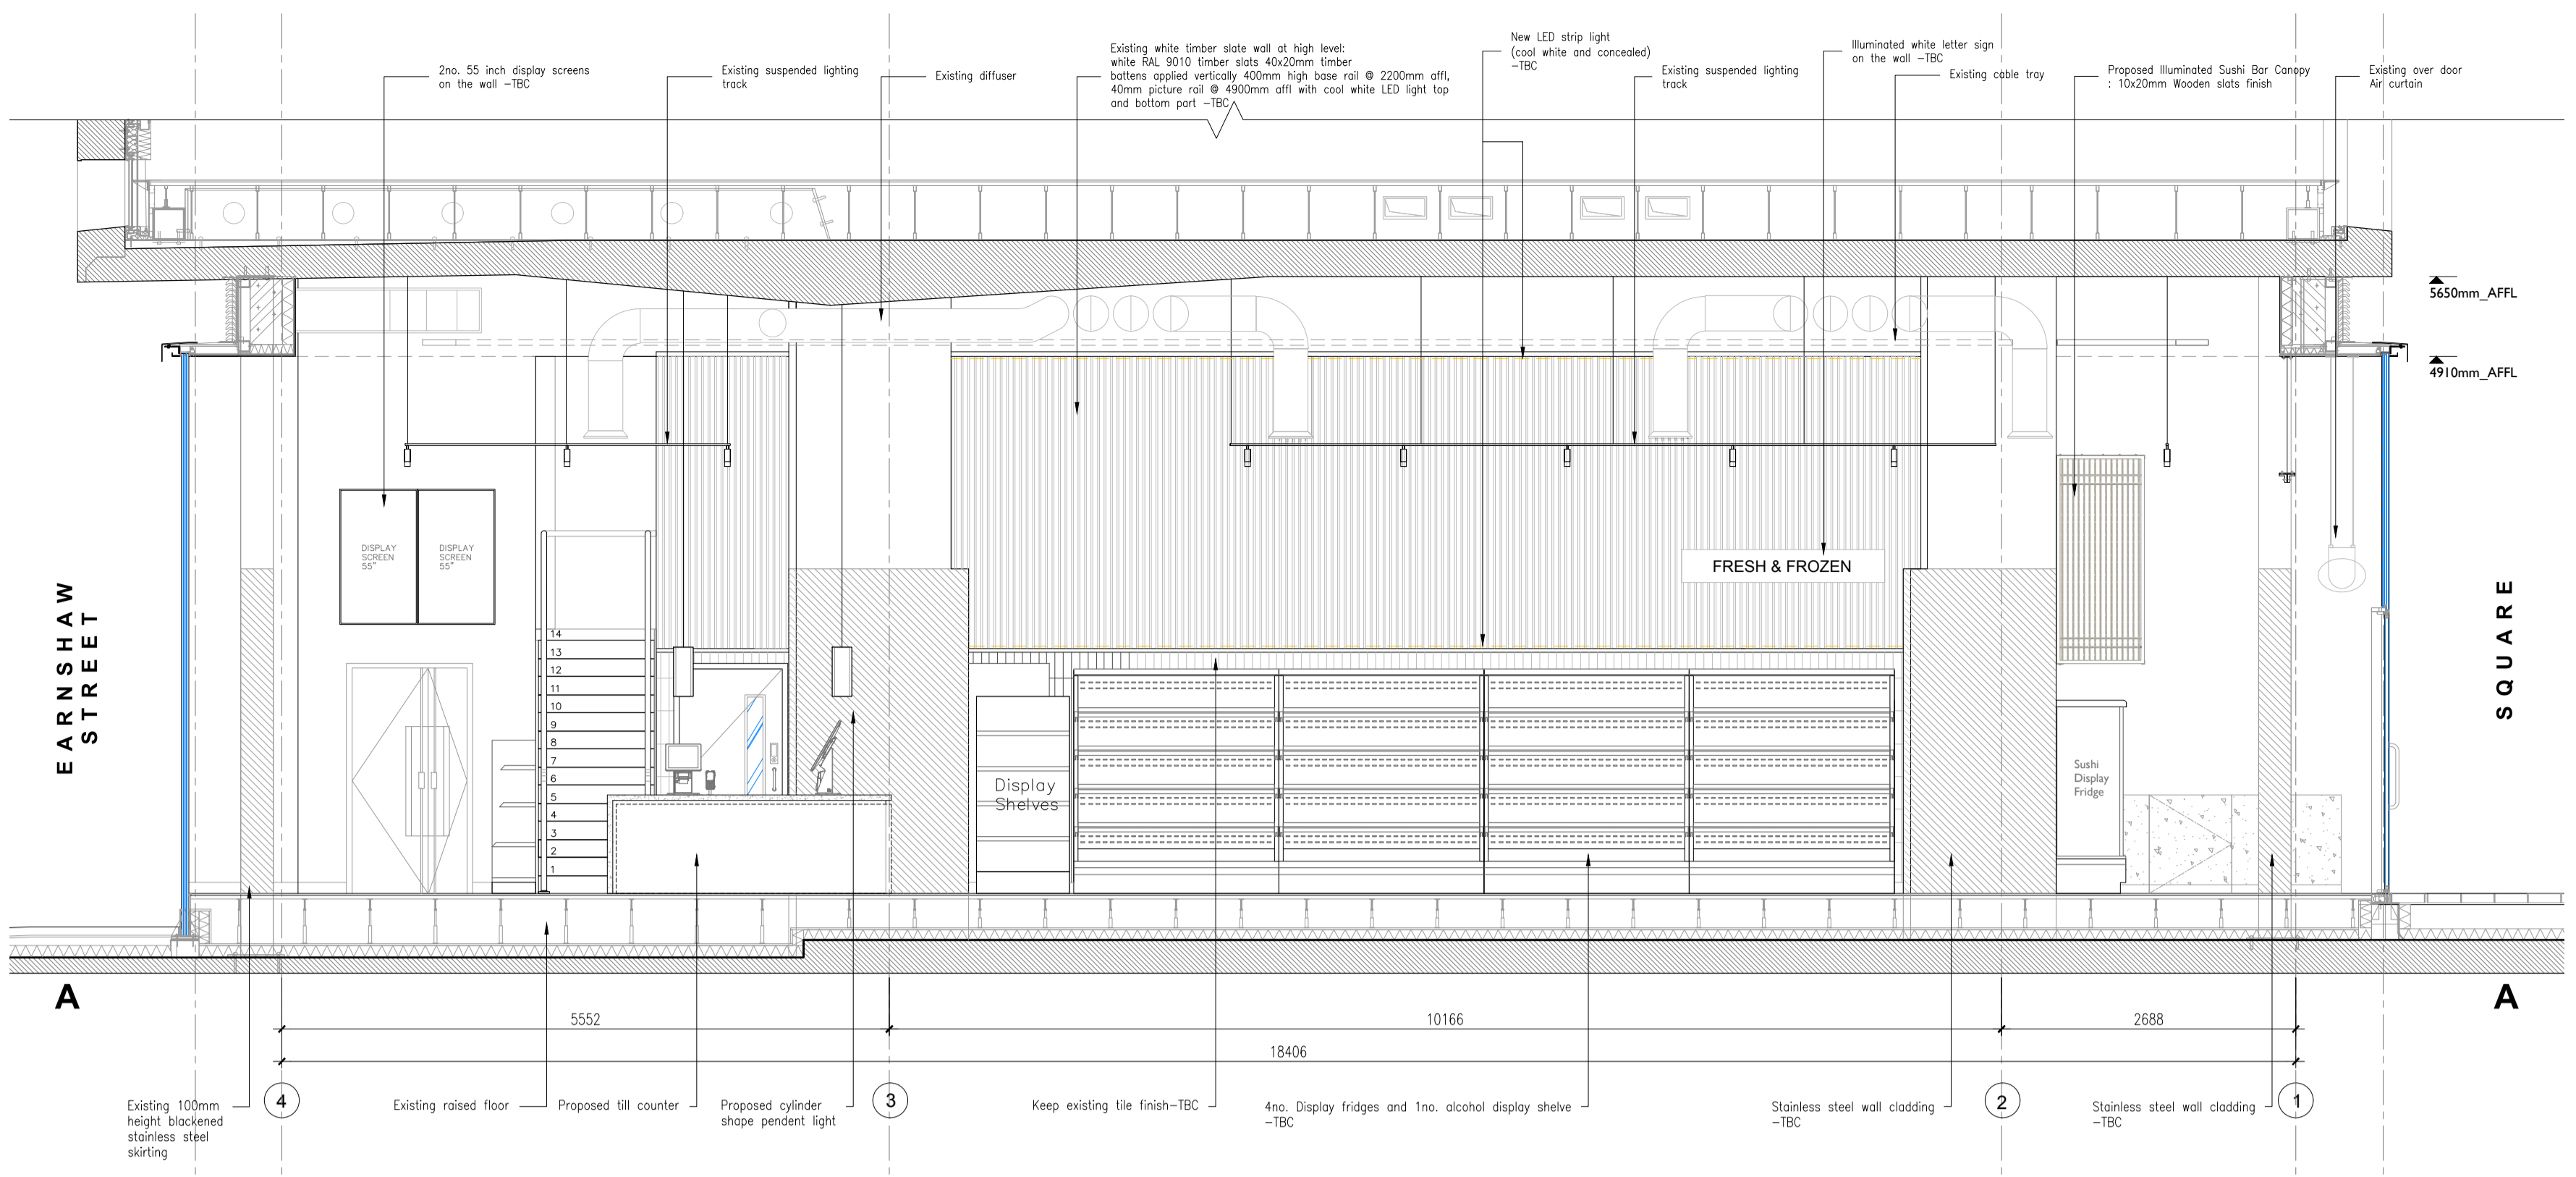 2no. 55 inch display screens
on the wall -TBC
Existing suspended lighting
track
Existing diffuser
Existing white timber slate wall at high level:
white RAL 9010 timber slats 40x20mm timber
battens applied vertically 400mm high base rail @ 2200mm affl,
40mm picture rail @ 4900mm affl with cool white LED light top
and bottom part -TBC
New LED strip light
(cool white and concealed)
-TBC
Existing suspended lighting
track
Illuminated white letter sign
on the wall -TBC
Existing cable tray
Proposed Illuminated Sushi Bar Canopy
: 10x20mm Wooden slats finish
Existing over door
Air curtain
5650mm_AFFL
4910mm_AFFL
DISPLAY
SCREEN
55"
DISPLAY
SCREEN
55"
FRESH & FROZEN
EARNSHAW
STREET
SQUARE
14
13
12
11
10
9
8
7
6
5
4
3
2
1
Display
Shelves
Sushi
Display
Fridge
A
A
5552
10166
2688
18406
4
3
2
1
Existing 100mm
height blackened
stainless steel
skirting
Existing raised floor
Proposed till counter
Proposed cylinder
shape pendent light
Keep existing tile finish-TBC
4no. Display fridges and 1no. alcohol display shelve
-TBC
Stainless steel wall cladding
-TBC
Stainless steel wall cladding
-TBC